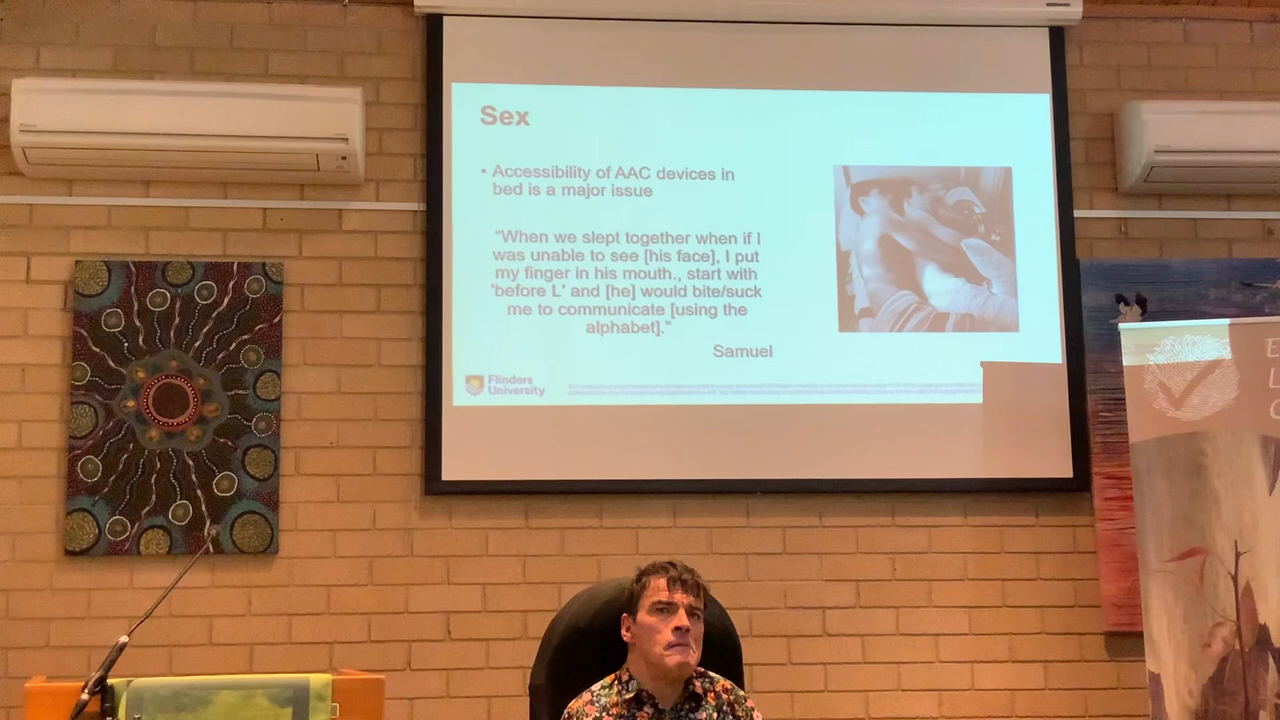 Sex
• Accessibility of AAC devices in
bed is a major issue
“When we slept together when if I
was unable to see [his face], I put
my finger in his mouth., start with
'before L' and [he] would bite/suck
me to communicate [using the
alphabet].”
Samuel
Flinders
University
E
L